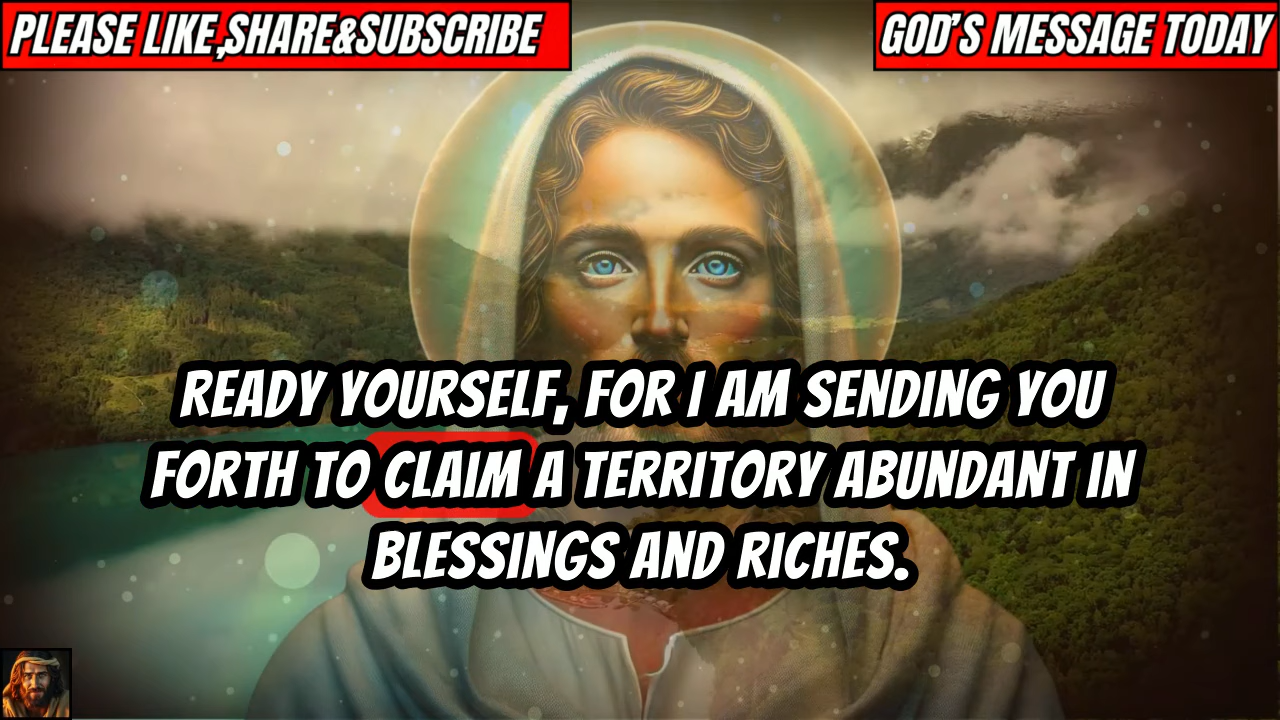 PLEASE LIKE,SHARE&SUBSCRIBE
GOD'S MESSAGE TODAY
READY YOURSELF, FOR I AM SENDING YOU
FORTH TO CLAIM A TERRITORY ABUNDANT IN
BLESSINGS AND RICHES.